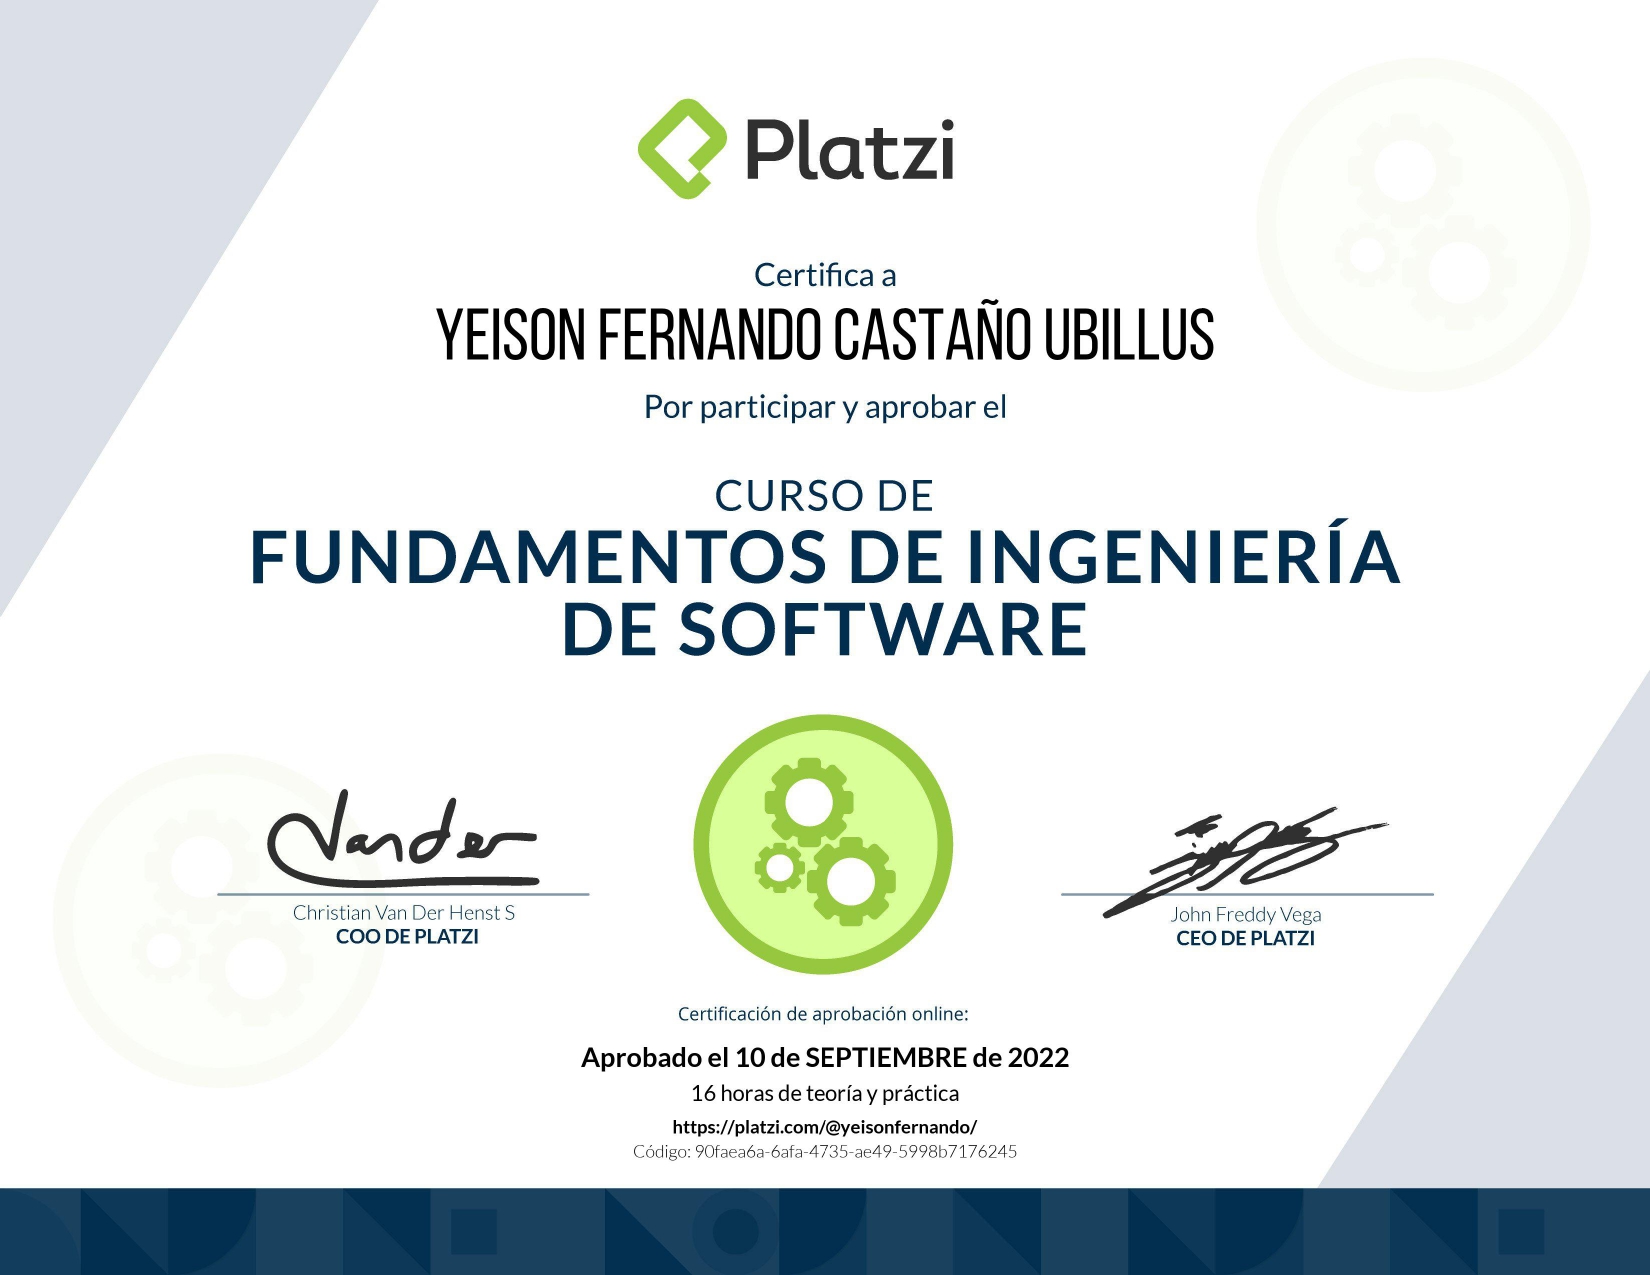 Platzi
Certifica a
YEISON FERNANDO CASTAÑO UBILLUS
Por participar y aprobar el
CURSO DE
FUNDAMENTOS DE INGENIERÍA
DE SOFTWARE
Vander
Christian Van Der Henst S
COO DE PLATZI
John Freddy Vega
CEO DE PLATZI
Certificación de aprobación online:
Aprobado el 10 de SEPTIEMBRE de 2022
16 horas de teoría y práctica
https://platzi.com/@yeisonfernando/
Código: 90faea6a-6afa-4735-ae49-5998b7176245